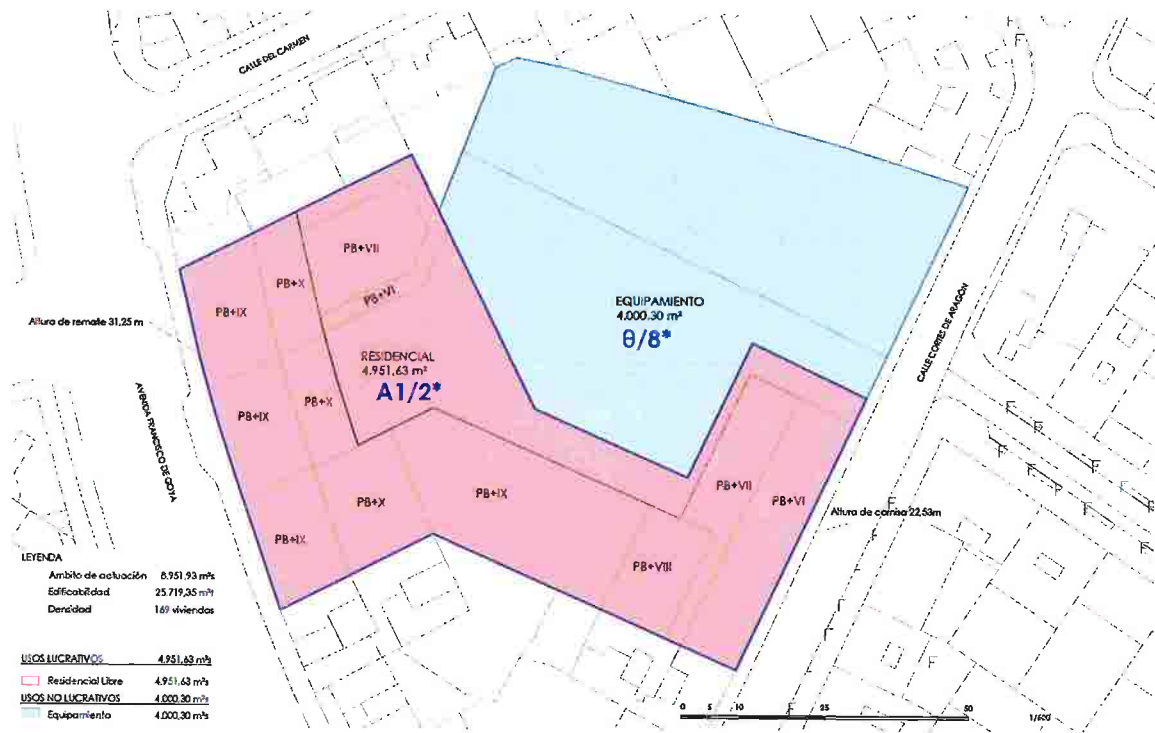 CALLE DEL CARMEN
PB+VII
PB+X
PB+VI
PB+IX
EQUIPAMIENTO
4.000,30 m²
θ/8*
Altura de remate 31,25 m
RESIDENCIAL
4.951,63 m²
A1/2*
CALLE CORTES DE ARAGÓN
PB+X
PB+IX
AVENIDA FRANCISCO DE GOYA
PB+VII
PB+IX
PB+X
PB+VI
Altura de cornisa 22,53m
PB+IX
PB+VIII
LEYENDA
Ambito de actuación 8.951,93 m²s
Edificabilidad 25.719,35 m²t
Densidad 169 viviendas
USOS LUCRATIVOS 4.951,63 m²s
Residencial Libre 4.951,63 m²s
USOS NO LUCRATIVOS 4.000,30 m²s
Equipamiento 4.000,30 m²s
0 5 10 25 50
1/600
F
F
F
F
F
F
F
F
F
F
F
F
F
F